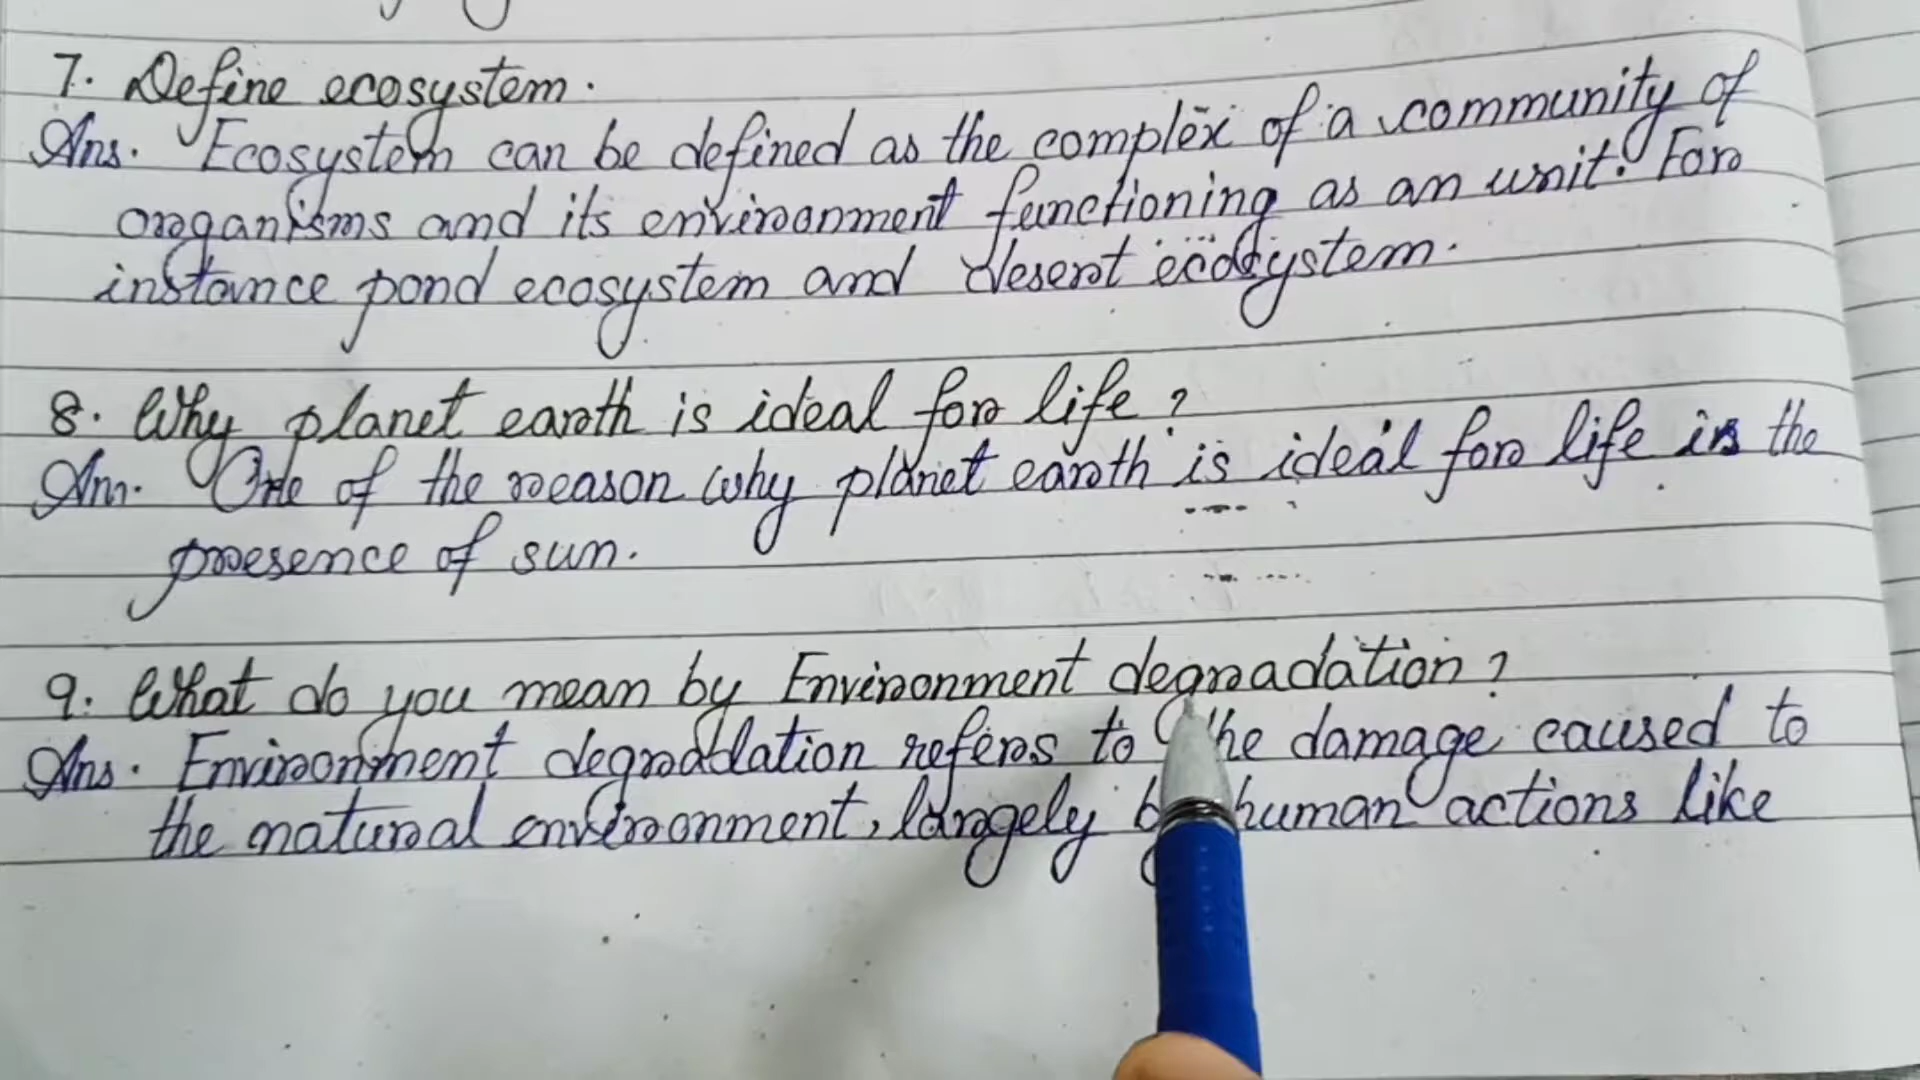 7. Define ecosystem.
Ans. Ecosystem can be defined as the complex of a community of
organisms and its environment functioning as an unit. For
instance pond ecosystem and desert ecosystem.
8. Why planet earth is ideal for life?
Ans. One of the reason why planet earth is ideal for life is the
presence of sun.
9. What do you mean by Environment degradation?
Ans. Environment degradation refers to the damage caused to
the natural environment, largely by human actions like